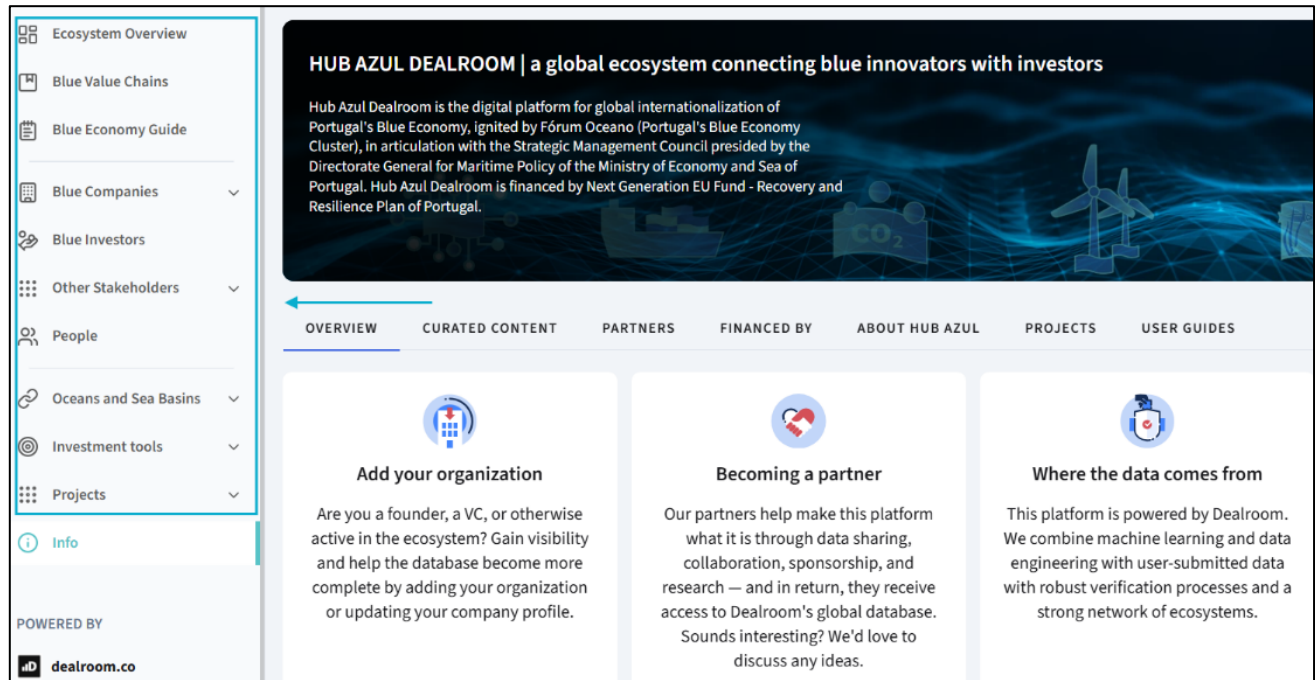 Ecosystem Overview
Blue Value Chains
Blue Economy Guide
Blue Companies
Blue Investors
Other Stakeholders
People
Oceans and Sea Basins
Investment tools
Projects
Info
POWERED BY
dealroom.co
HUB AZUL DEALROOM | a global ecosystem connecting blue innovators with investors
Hub Azul Dealroom is the digital platform for global internationalization of
Portugal's Blue Economy, ignited by Fórum Oceano (Portugal's Blue Economy
Cluster), in articulation with the Strategic Management Council presided by the
Directorate General for Maritime Policy of the Ministry of Economy and Sea of
Portugal. Hub Azul Dealroom is financed by Next Generation EU Fund - Recovery and
Resilience Plan of Portugal.
CO2
OVERVIEW CURATED CONTENT PARTNERS FINANCED BY ABOUT HUB AZUL PROJECTS USER GUIDES
Add your organization
Are you a founder, a VC, or otherwise
active in the ecosystem? Gain visibility
and help the database become more
complete by adding your organization
or updating your company profile.
Becoming a partner
Our partners help make this platform
what it is through data sharing,
collaboration, sponsorship, and
research — and in return, they receive
access to Dealroom's global database.
Sounds interesting? We'd love to
discuss any ideas.
Where the data comes from
This platform is powered by Dealroom.
We combine machine learning and data
engineering with user-submitted data
with robust verification processes and a
strong network of ecosystems.